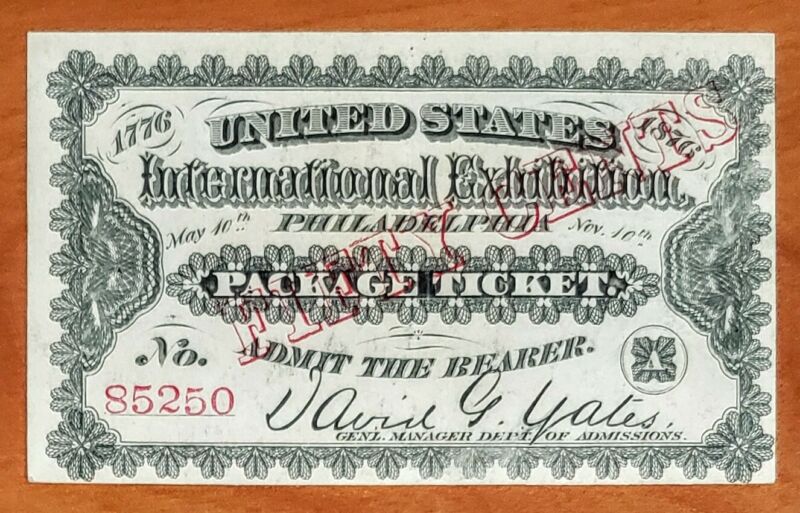 1776 UNITED STATES 1876
International Exhibition,
May 10th PHILADELPHIA Nov. 10th
PACKAGE TICKET.
FIFTY CENTS
No. ADMIT THE BEARER. A
85250
David G. Yates,
GENL. MANAGER DEPT. OF ADMISSIONS.